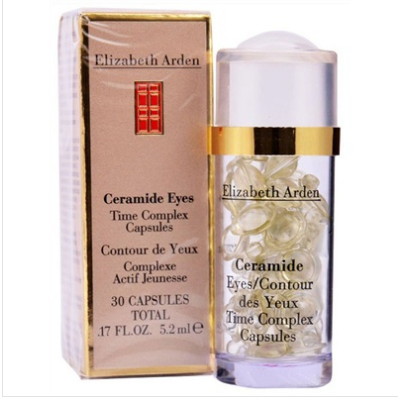 Elizabeth Arden
Ceramide Eyes
Time Complex
Capsules
Contour de Yeux
Complexe
Actif Jeunesse
30 CAPSULES
TOTAL
.17 FL.OZ. 5.2 ml ℮
Elizabeth Arden
Ceramide
Eyes/Contour
des Yeux
Time Complex
Capsules